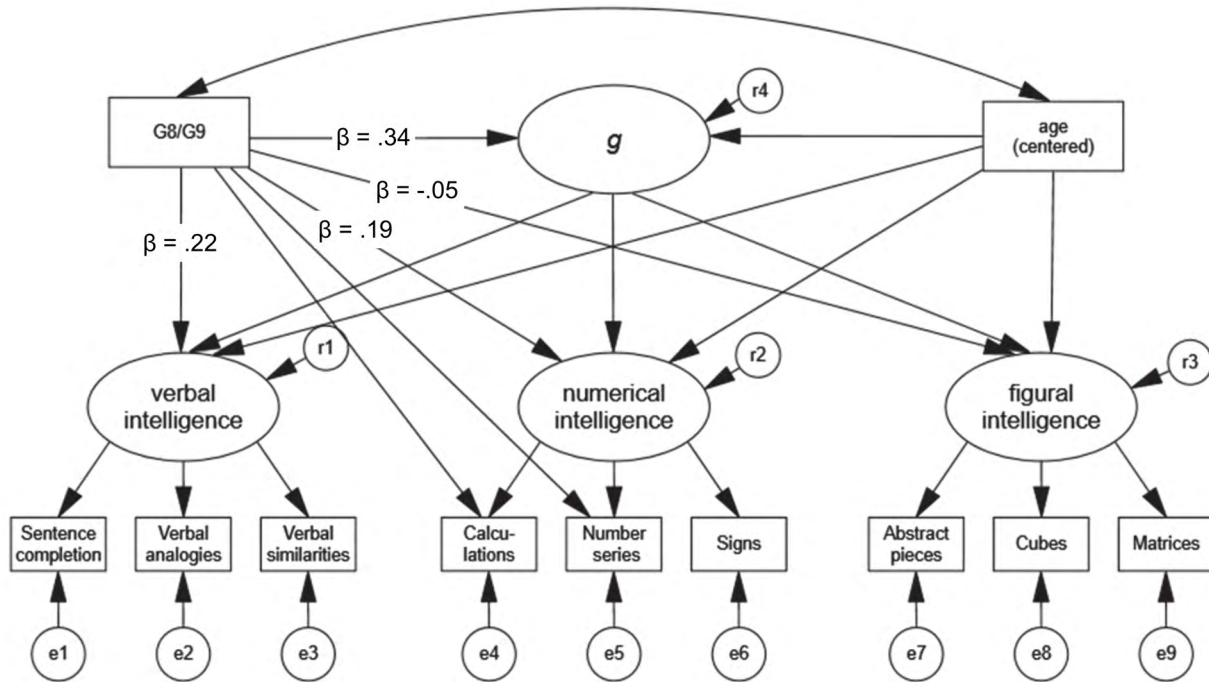 G8/G9
β = .34
g
r4
age
(centered)
β = -.05
β = .22
β = .19
r1
r2
r3
verbal
intelligence
numerical
intelligence
figural
intelligence
Sentence
completion
Verbal
analogies
Verbal
similarities
Calcu-
lations
Number
series
Signs
Abstract
pieces
Cubes
Matrices
e1
e2
e3
e4
e5
e6
e7
e8
e9